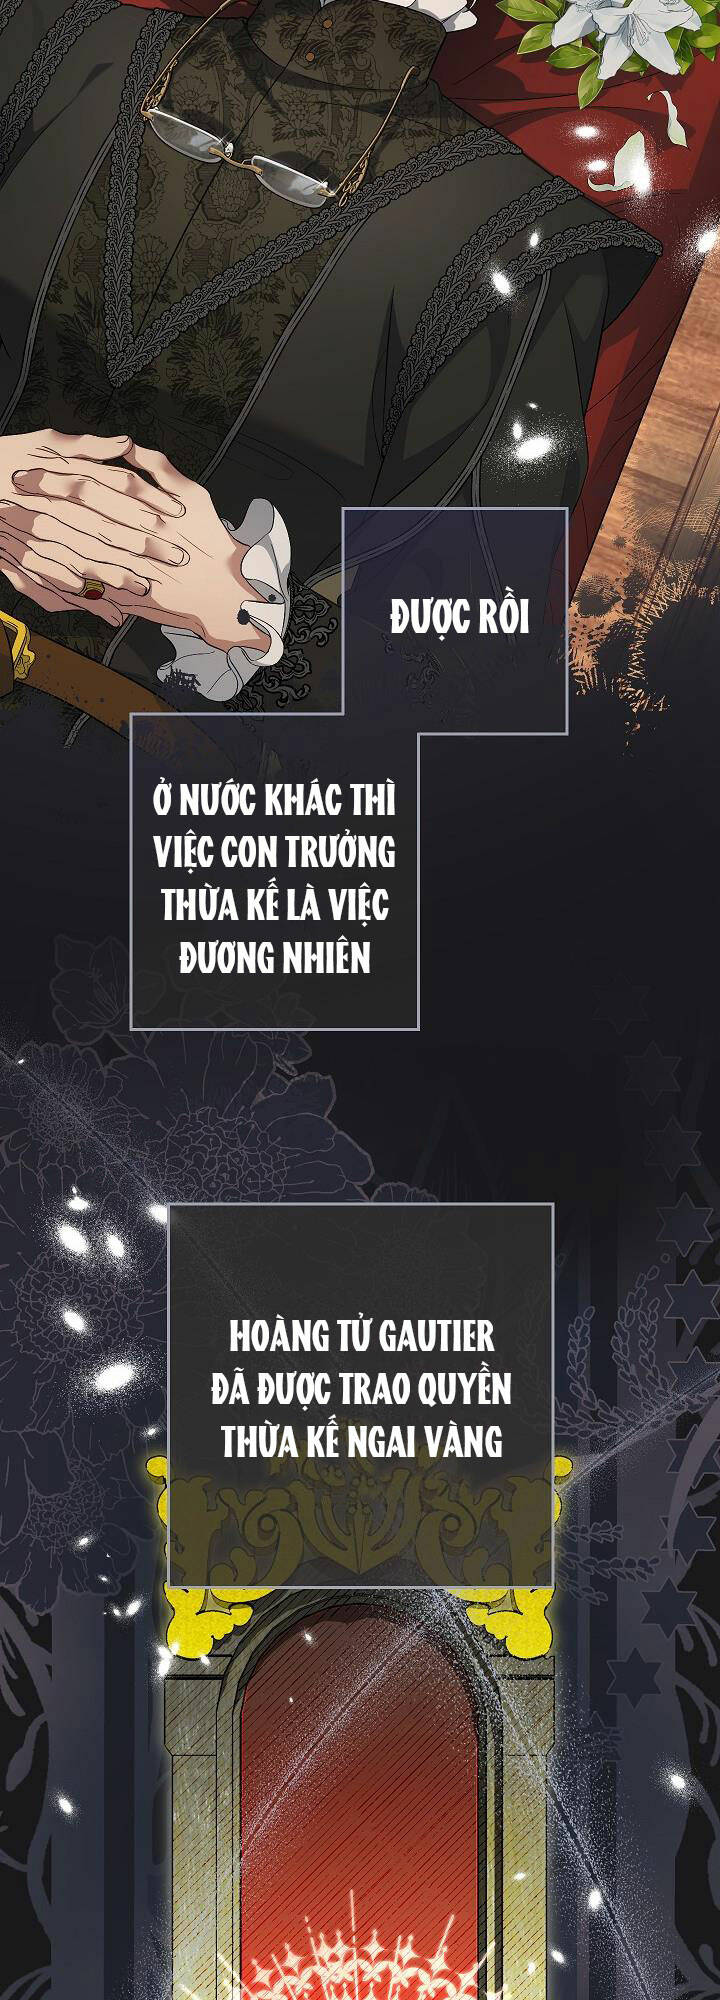 ĐƯỢC RỒI
Ở NƯỚC KHÁC THÌ
VIỆC CON TRƯỞNG
THỪA KẾ LÀ VIỆC
ĐƯƠNG NHIÊN
HOÀNG TỬ GAUTIER
ĐÃ ĐƯỢC TRAO QUYỀN
THỪA KẾ NGAI VÀNG